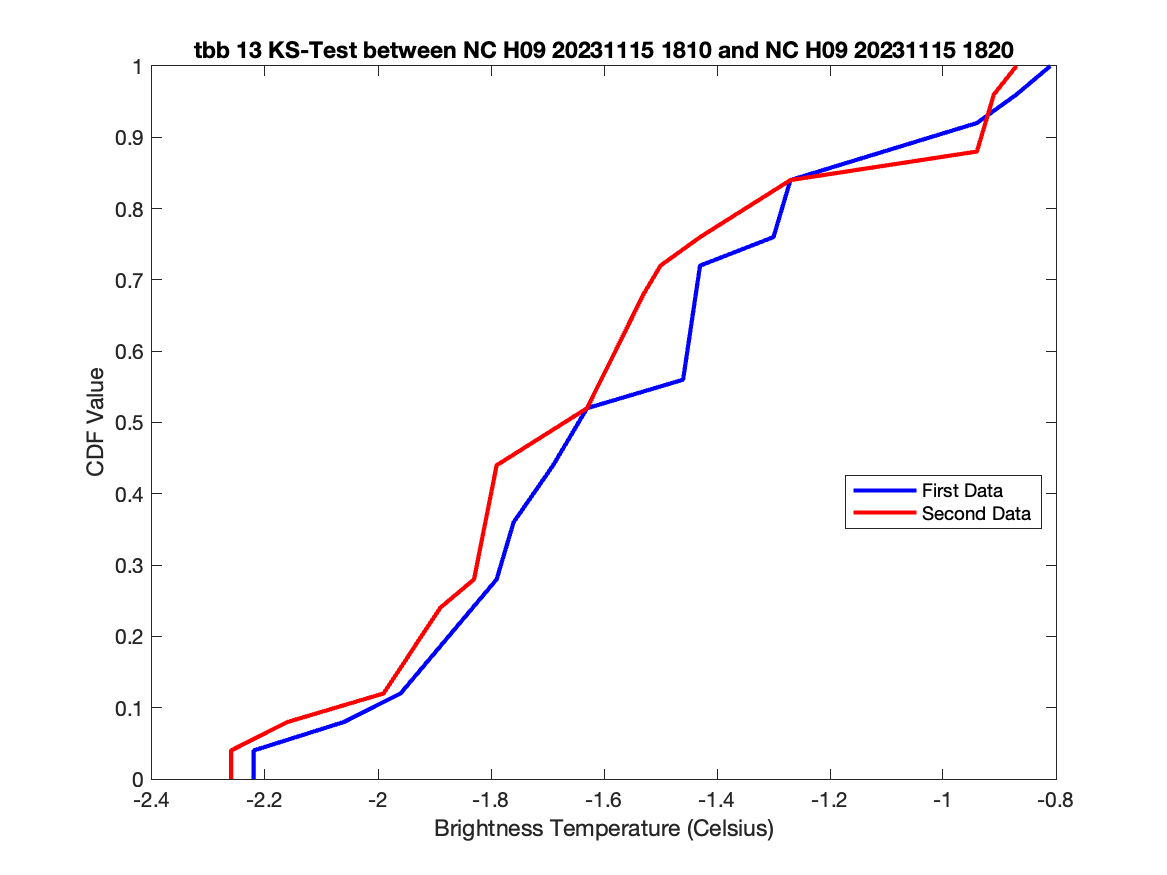 tbb 13 KS-Test between NC H09 20231115 1810 and NC H09 20231115 1820
1
0.9
0.8
0.7
0.6
0.5
0.4
0.3
0.2
0.1
0
CDF Value
First Data
Second Data
-2.4 -2.2 -2 -1.8 -1.6 -1.4 -1.2 -1 -0.8
Brightness Temperature (Celsius)